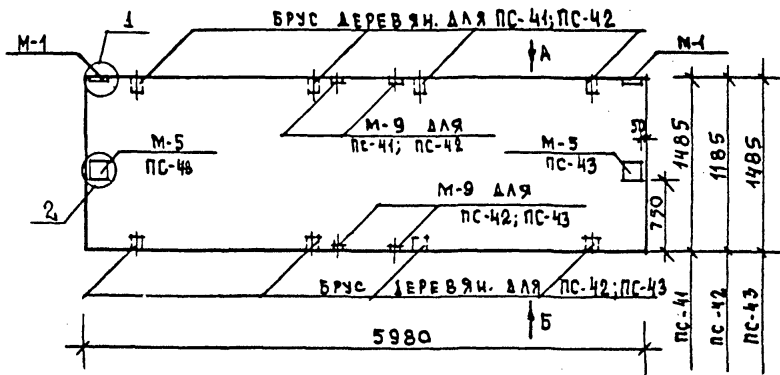 БРУС ДЕРЕВЯН. ДЛЯ ПС-41; ПС-42
1
М-1
А
М-1
М-9 ДЛЯ
ПС-41; ПС-42
50
М-5
ПС-43
М-5
ПС-43
2
М-9 ДЛЯ
ПС-42; ПС-43
750
1485
1185
1485
БРУС ДЕРЕВЯН. ДЛЯ ПС-42; ПС-43
Б
5980
ПС-41
ПС-42
ПС-43